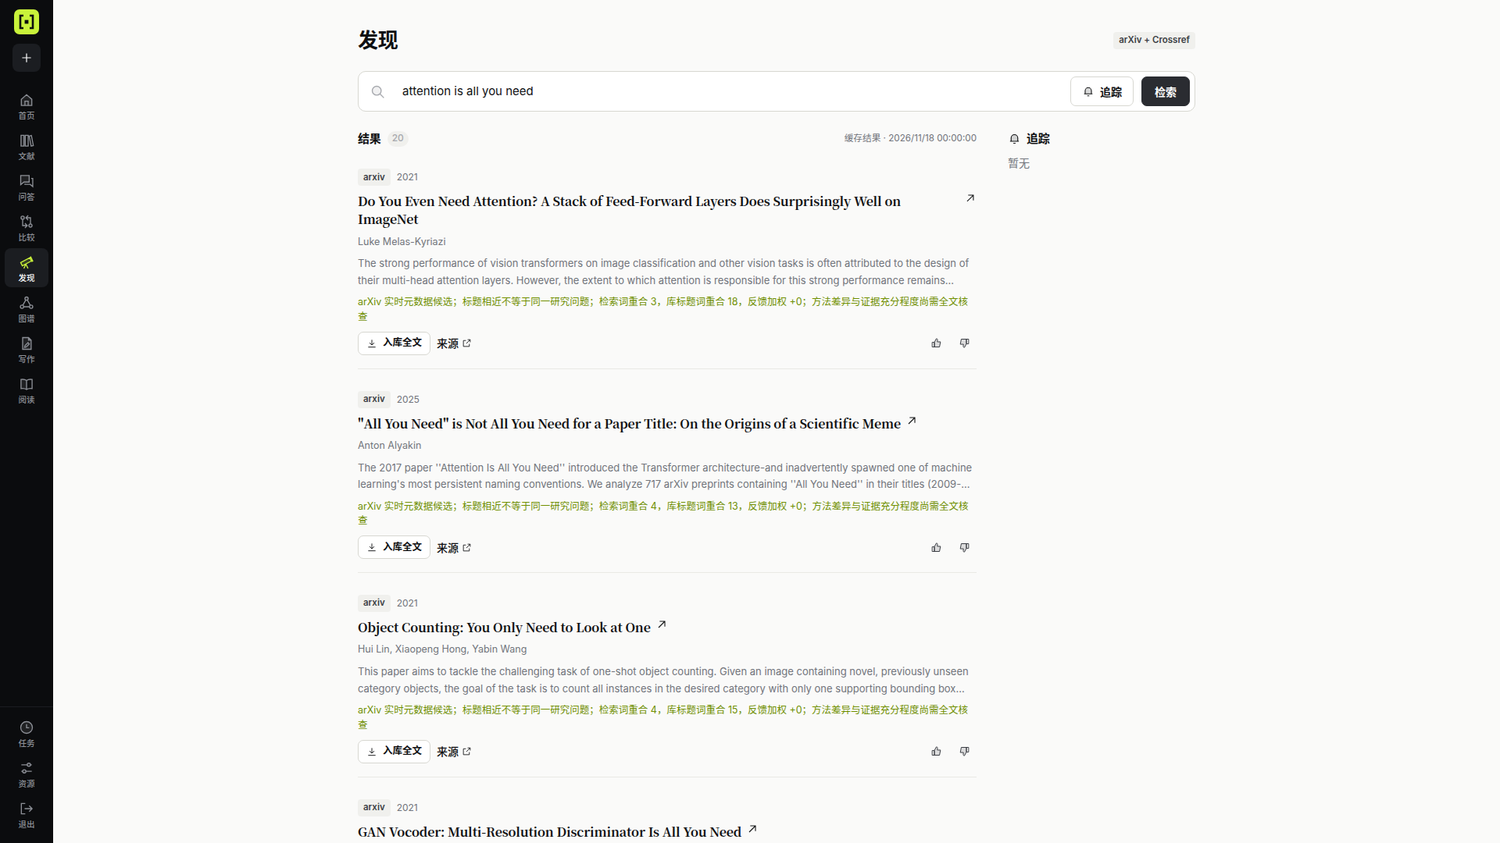 首页
文献
问答
比较
发现
图谱
写作
阅读
任务
资源
退出
发现
arXiv + Crossref
attention is all you need
追踪
检索
结果 20
缓存结果 · 2026/11/18 00:00:00
追踪
暂无
arxiv 2021
Do You Even Need Attention? A Stack of Feed-Forward Layers Does Surprisingly Well on
ImageNet
Luke Melas-Kyriazi
The strong performance of vision transformers on image classification and other vision tasks is often attributed to the design of
their multi-head attention layers. However, the extent to which attention is responsible for this strong performance remains...
arXiv 实时元数据候选；标题相近不等于同一研究问题；检索词重合 3，库标题词重合 18，反馈加权 +0；方法差异与证据充分程度尚需全文核
查
入库全文 来源
arxiv 2025
"All You Need" is Not All You Need for a Paper Title: On the Origins of a Scientific Meme
Anton Alyakin
The 2017 paper ''Attention Is All You Need'' introduced the Transformer architecture-and inadvertently spawned one of machine
learning's most persistent naming conventions. We analyze 717 arXiv preprints containing ''All You Need'' in their titles (2009-...
arXiv 实时元数据候选；标题相近不等于同一研究问题；检索词重合 4，库标题词重合 13，反馈加权 +0；方法差异与证据充分程度尚需全文核
查
入库全文 来源
arxiv 2021
Object Counting: You Only Need to Look at One
Hui Lin, Xiaopeng Hong, Yabin Wang
This paper aims to tackle the challenging task of one-shot object counting. Given an image containing novel, previously unseen
category objects, the goal of the task is to count all instances in the desired category with only one supporting bounding box...
arXiv 实时元数据候选；标题相近不等于同一研究问题；检索词重合 4，库标题词重合 15，反馈加权 +0；方法差异与证据充分程度尚需全文核
查
入库全文 来源
arxiv 2021
GAN Vocoder: Multi-Resolution Discriminator Is All You Need